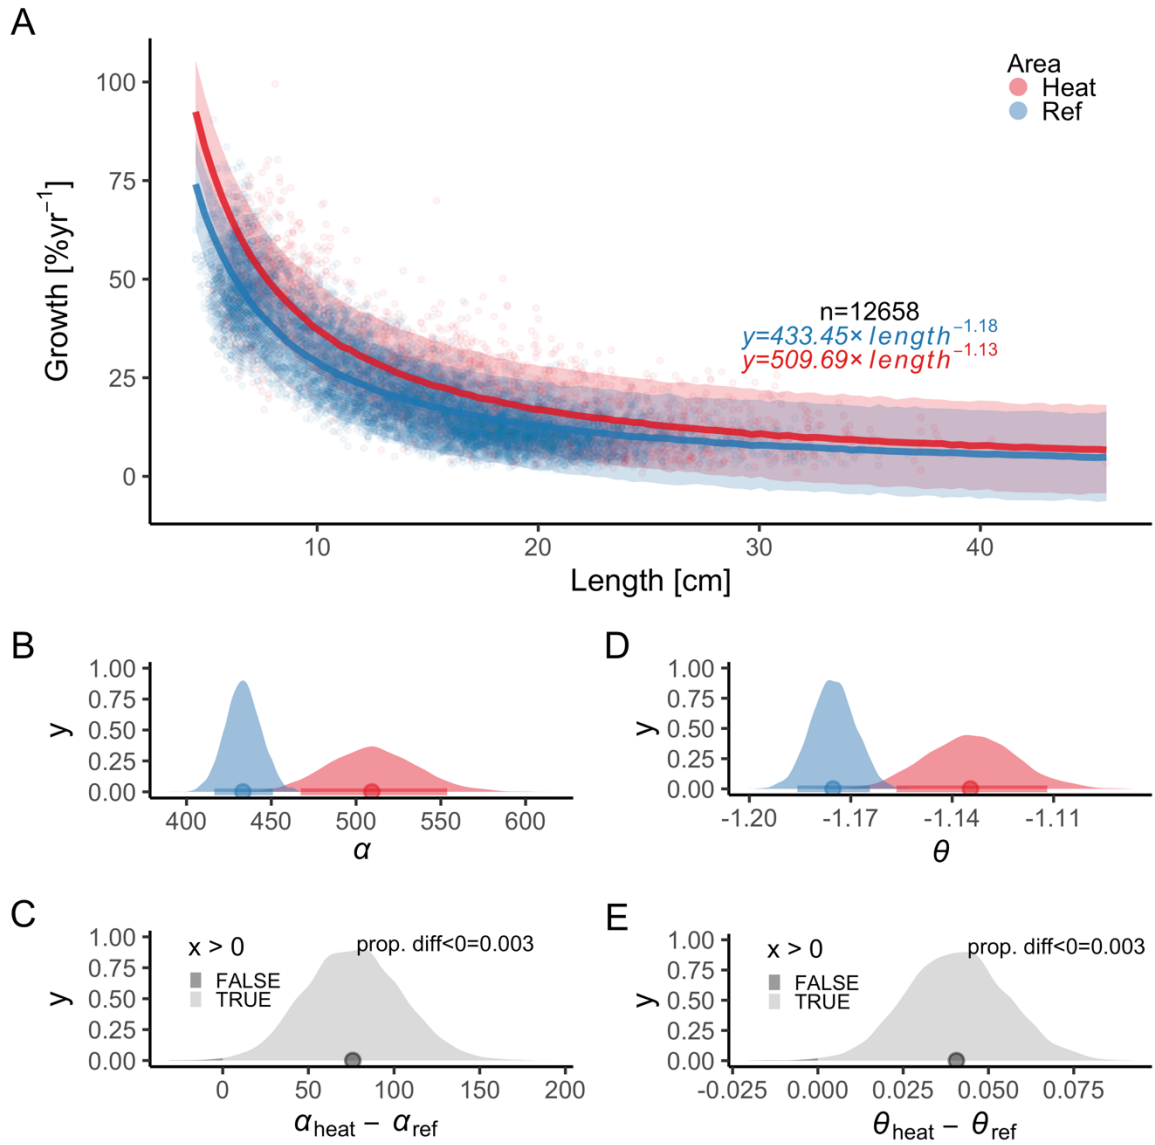 A
Growth [%yr⁻¹]
100
75
50
25
0
Area
Heat
Ref
n=12658
y=433.45× length⁻¹·¹⁸
y=509.69× length⁻¹·¹³
10
20
30
40
Length [cm]
B
y
1.00
0.75
0.50
0.25
0.00
400
450
500
550
600
α
D
y
1.00
0.75
0.50
0.25
0.00
-1.20
-1.17
-1.14
-1.11
θ
C
y
1.00
0.75
0.50
0.25
0.00
x > 0
FALSE
TRUE
prop. diff<0=0.003
0
50
100
150
200
α heat − α ref
E
y
1.00
0.75
0.50
0.25
0.00
x > 0
FALSE
TRUE
prop. diff<0=0.003
-0.025
0.000
0.025
0.050
0.075
θ heat − θ ref